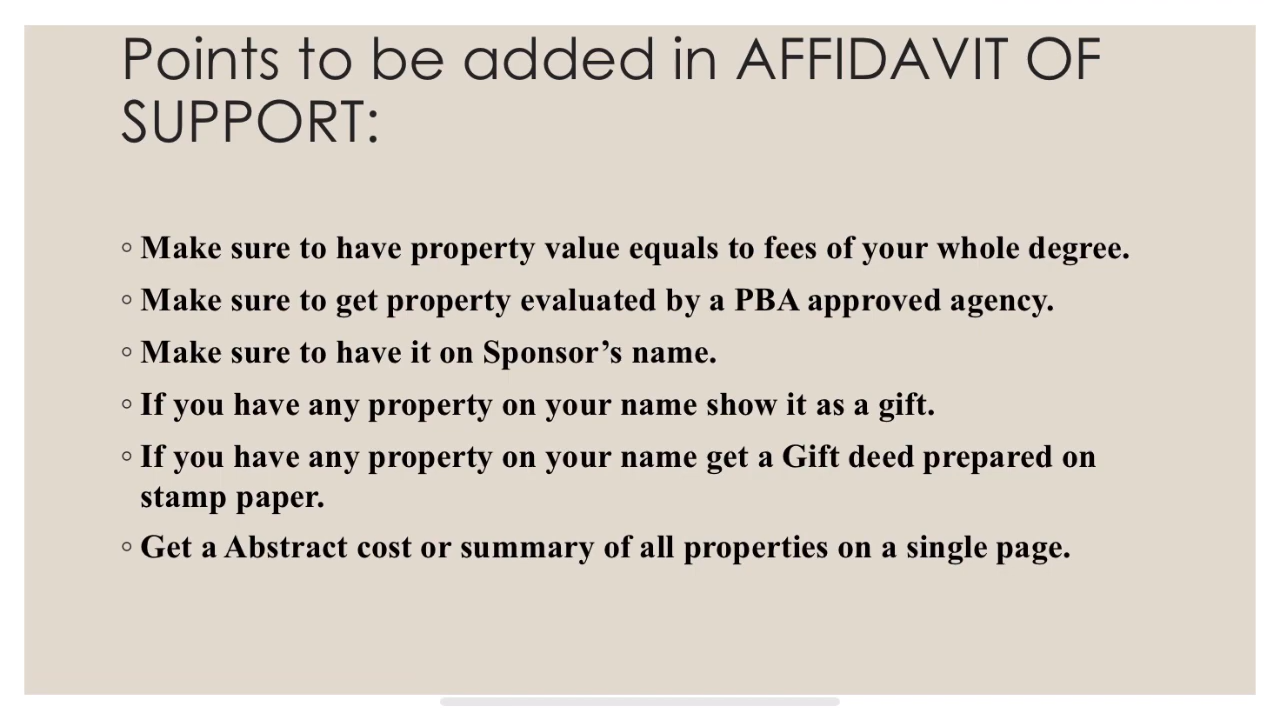 Points to be added in AFFIDAVIT OF
SUPPORT:
◦ Make sure to have property value equals to fees of your whole degree.
◦ Make sure to get property evaluated by a PBA approved agency.
◦ Make sure to have it on Sponsor’s name.
◦ If you have any property on your name show it as a gift.
◦ If you have any property on your name get a Gift deed prepared on
stamp paper.
◦ Get a Abstract cost or summary of all properties on a single page.